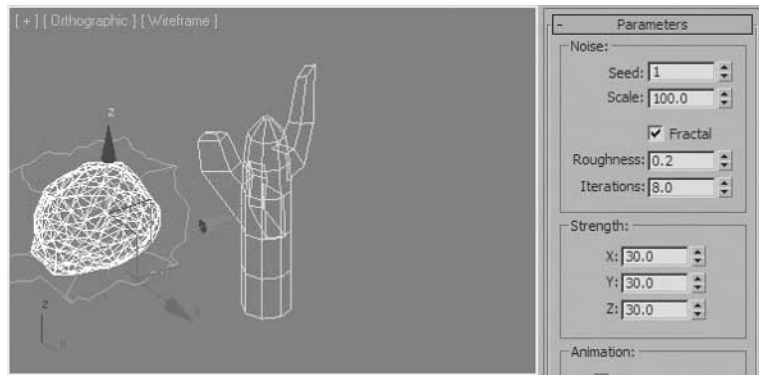 [ + ] [ Orthographic ] [ Wireframe ]
z
z
x
- Parameters
Noise:
Seed: 1
Scale: 100.0
Fractal
Roughness: 0.2
Iterations: 8.0
Strength:
X: 30.0
Y: 30.0
Z: 30.0
Animation: